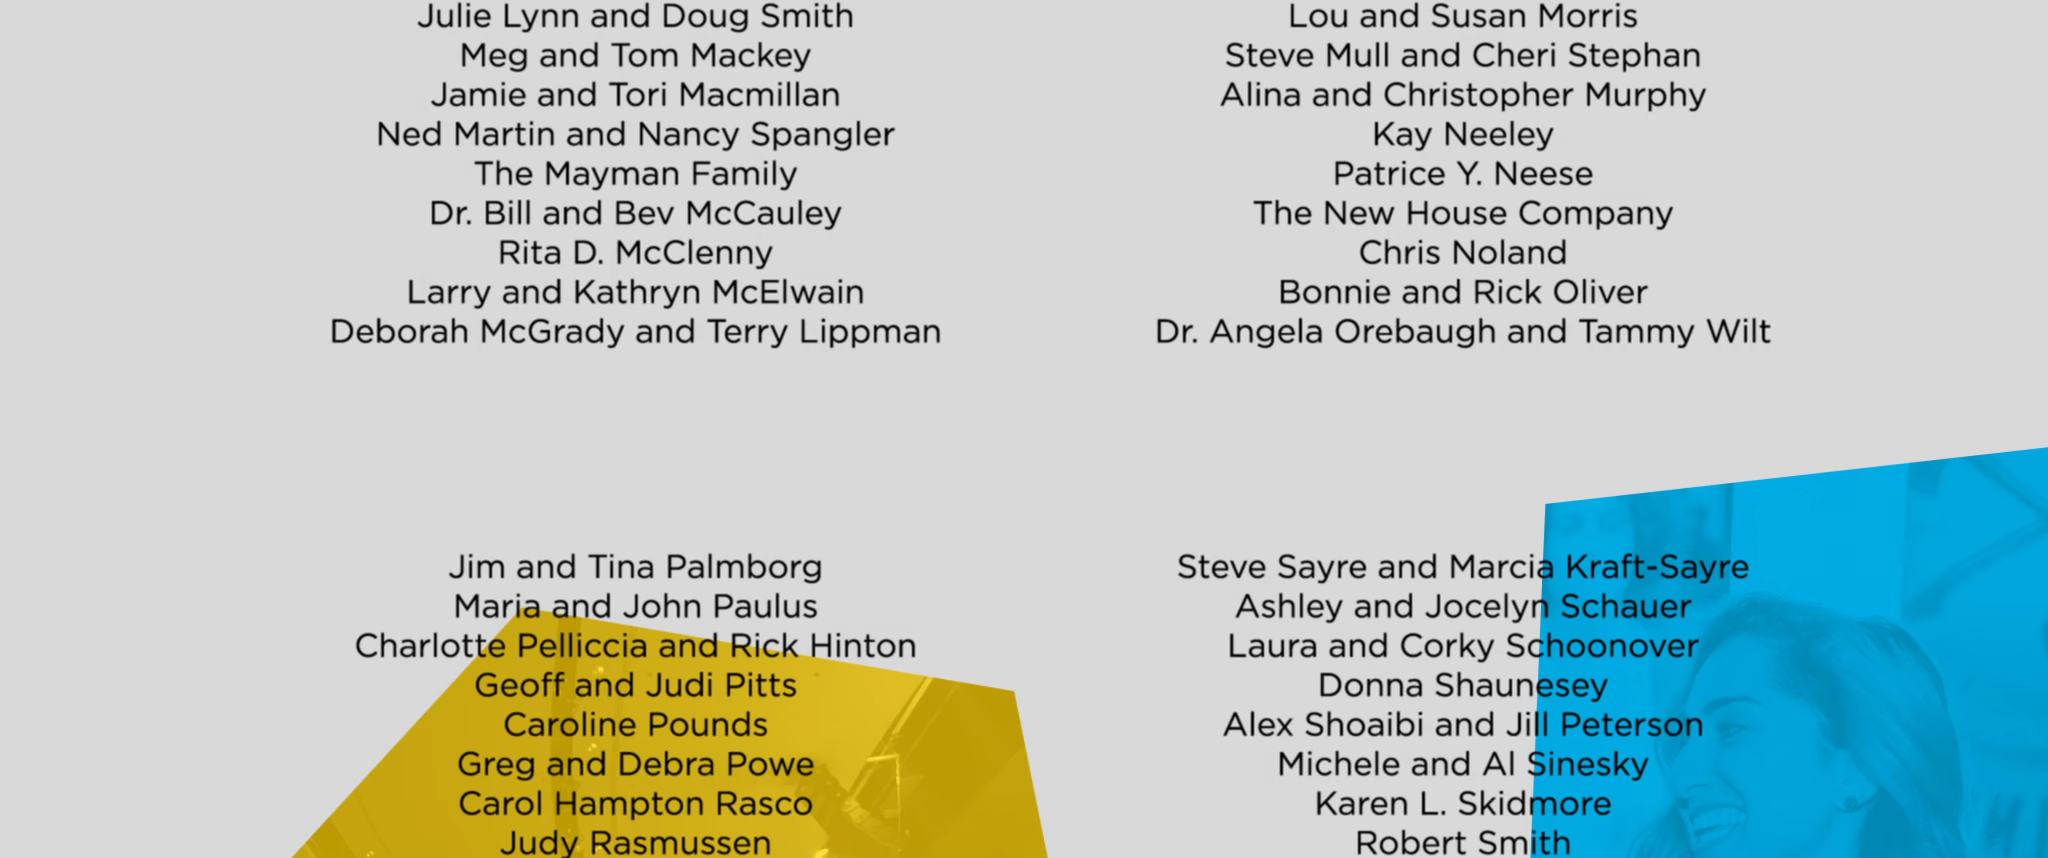 Julie Lynn and Doug Smith
Meg and Tom Mackey
Jamie and Tori Macmillan
Ned Martin and Nancy Spangler
The Mayman Family
Dr. Bill and Bev McCauley
Rita D. McClenny
Larry and Kathryn McElwain
Deborah McGrady and Terry Lippman
Lou and Susan Morris
Steve Mull and Cheri Stephan
Alina and Christopher Murphy
Kay Neeley
Patrice Y. Neese
The New House Company
Chris Noland
Bonnie and Rick Oliver
Dr. Angela Orebaugh and Tammy Wilt
Jim and Tina Palmborg
Maria and John Paulus
Charlotte Pelliccia and Rick Hinton
Geoff and Judi Pitts
Caroline Pounds
Greg and Debra Powe
Carol Hampton Rasco
Judy Rasmussen
Steve Sayre and Marcia Kraft-Sayre
Ashley and Jocelyn Schauer
Laura and Corky Schoonover
Donna Shaunesey
Alex Shoaibi and Jill Peterson
Michele and Al Sinesky
Karen L. Skidmore
Robert Smith